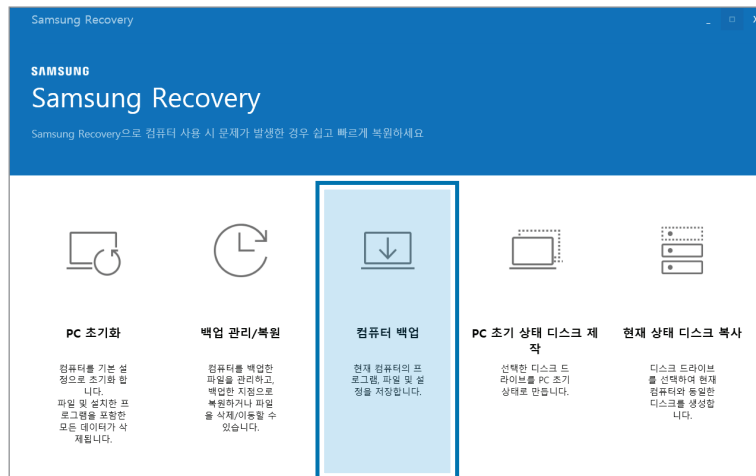 Samsung Recovery
SAMSUNG
Samsung Recovery
Samsung Recovery으로 컴퓨터 사용 시 문제가 발생한 경우 쉽고 빠르게 복원하세요
PC 초기화
컴퓨터를 기본 설
정으로 초기화 합
니다.
파일 및 설치한 프
로그램을 포함한
모든 데이터가 삭
제됩니다.
백업 관리/복원
컴퓨터를 백업한
파일을 관리하고,
백업한 지점으로
복원하거나 파일
을 삭제/이동할 수
있습니다.
컴퓨터 백업
현재 컴퓨터의 프
로그램, 파일 및 설
정을 저장합니다.
PC 초기 상태 디스크 제
작
선택한 디스크 드
라이브를 PC 초기
상태로 만듭니다.
현재 상태 디스크 복사
디스크 드라이브
를 선택하여 현재
컴퓨터와 동일한
디스크를 생성합
니다.